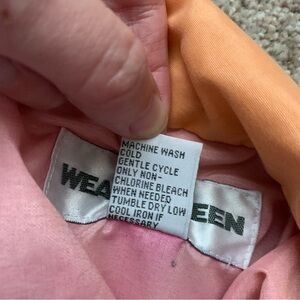 MACHINE WASH
COLD
GENTLE CYCLE
ONLY NON-
CHLORINE BLEACH
WHEN NEEDED
TUMBLE DRY LOW
COOL IRON IF
NECESSARY